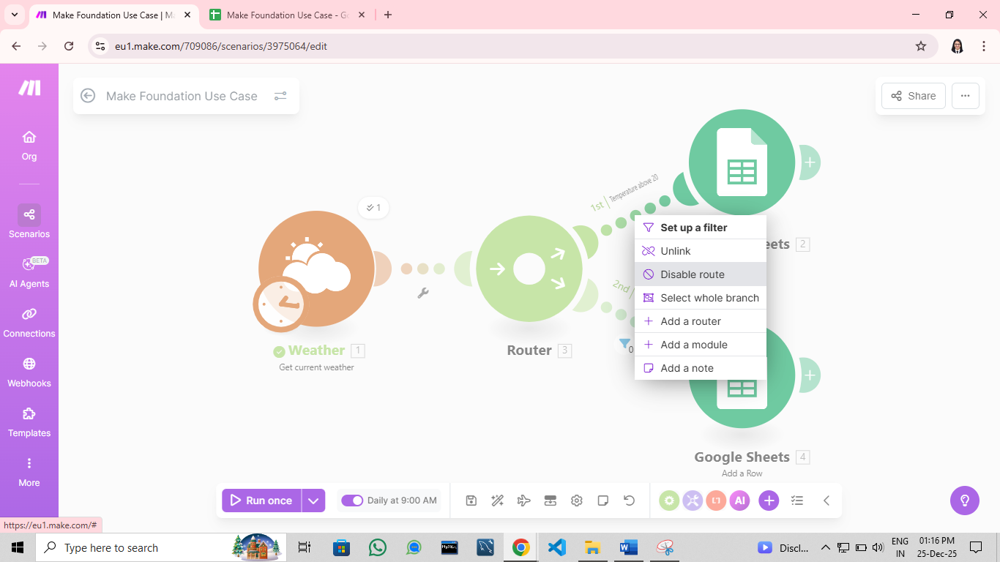 Make Foundation Use Case | M
Make Foundation Use Case - G
eu1.make.com/709086/scenarios/3975064/edit
Make Foundation Use Case
Share
Org
Scenarios
BETA
AI Agents
Connections
Webhooks
Templates
More
1
Weather 1
Get current weather
Router 3
1st
Temperature above 20
2nd
0
eets 2
Set up a filter
Unlink
Disable route
Select whole branch
Add a router
Add a module
Add a note
Google Sheets 4
Add a Row
Run once
Daily at 9:00 AM
AI
https://eu1.make.com/#
Type here to search
MySQL
Discl...
ENG
IN
01:16 PM
25-Dec-25